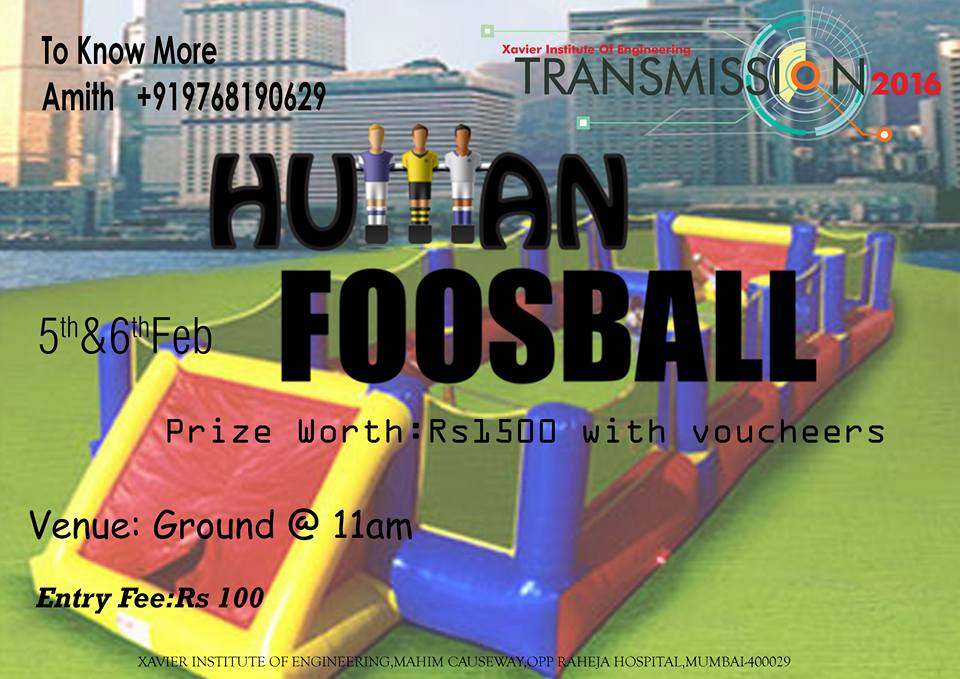 To Know More
Amith +919768190629
Xavier Institute Of Engineering
TRANSMISSION 2016
HUMAN
FOOSBALL
5th&6thFeb
Prize Worth:Rs1500 with voucheers
Venue: Ground @ 11am
Entry Fee:Rs 100
XAVIER INSTITUTE OF ENGINEERING,MAHIM CAUSEWAY,OPP RAHEJA HOSPITAL,MUMBAI-400029